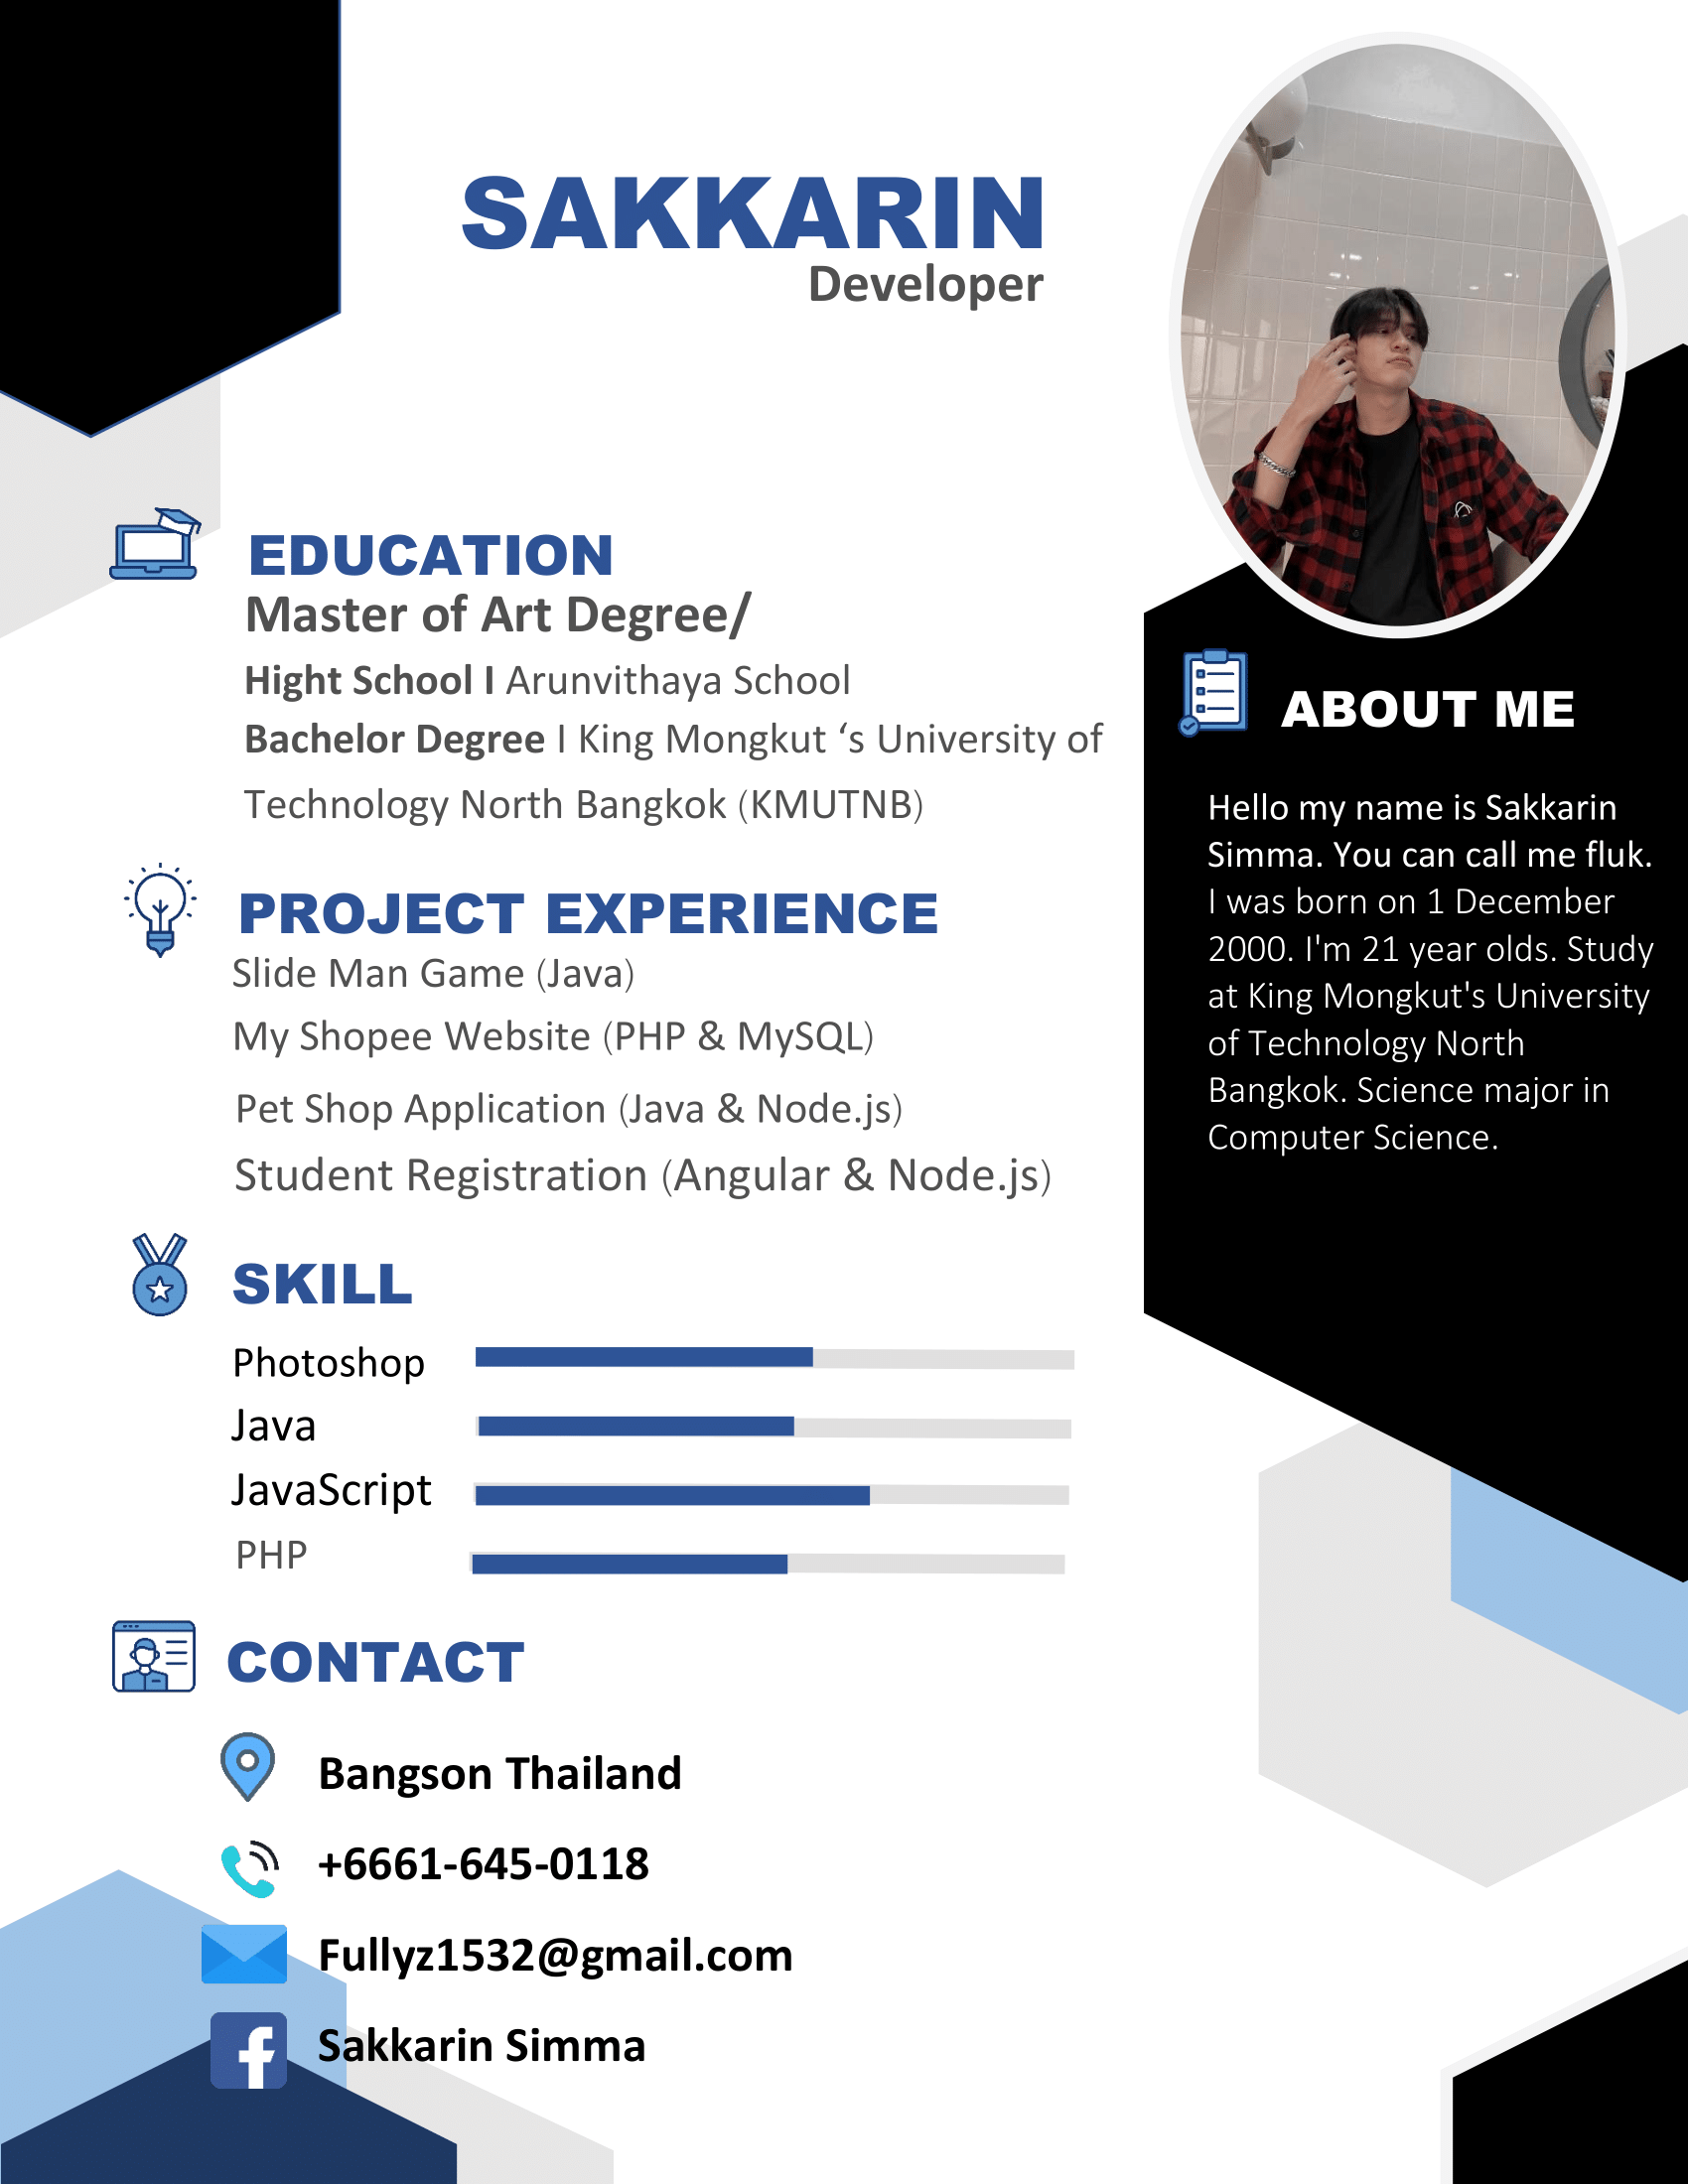 SAKKARIN
Developer
EDUCATION
Master of Art Degree/
Hight School I Arunvithaya School
Bachelor Degree I King Mongkut ‘s University of
Technology North Bangkok (KMUTNB)
PROJECT EXPERIENCE
Slide Man Game (Java)
My Shopee Website (PHP & MySQL)
Pet Shop Application (Java & Node.js)
Student Registration (Angular & Node.js)
SKILL
Photoshop
Java
JavaScript
PHP
CONTACT
Bangson Thailand
+6661-645-0118
Fullyz1532@gmail.com
Sakkarin Simma
ABOUT ME
Hello my name is Sakkarin
Simma. You can call me fluk.
I was born on 1 December
2000. I'm 21 year olds. Study
at King Mongkut's University
of Technology North
Bangkok. Science major in
Computer Science.